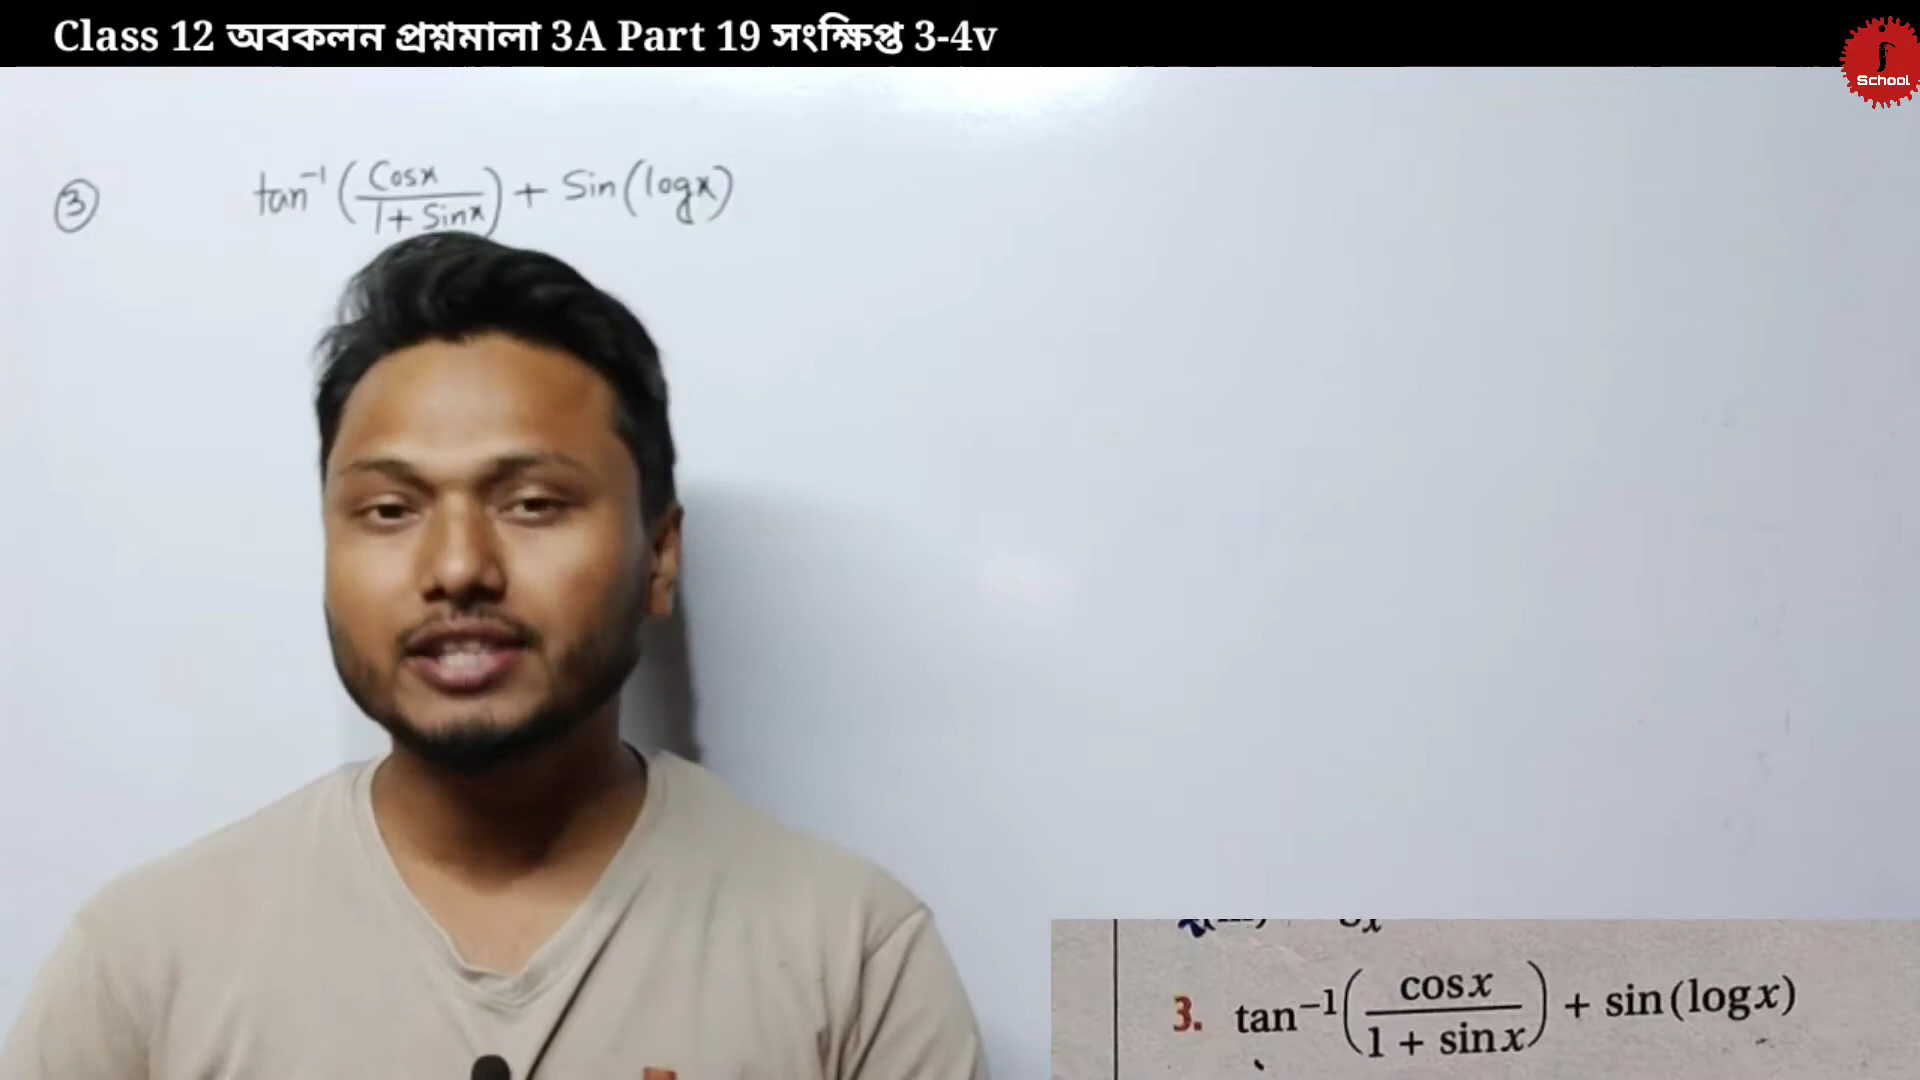 Class 12 অবকলন প্রশ্নমালা 3A Part 19 সংক্ষিপ্ত 3-4v
School
③ tan⁻¹ (Cosx / 1 + Sinx) + Sin (logx)
3. tan⁻¹(cosx / 1 + sinx) + sin(logx)